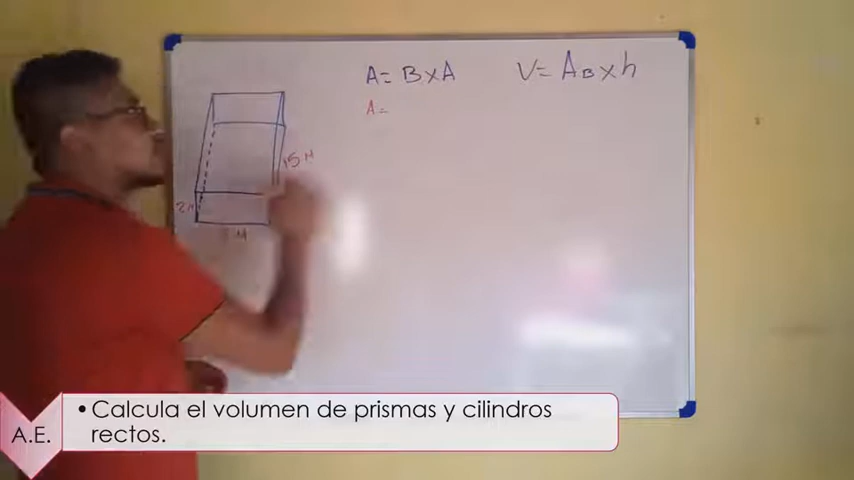 A = B x A
V = AB x h
A =
15 M
2 M
M
A.E.
• Calcula el volumen de prismas y cilindros
rectos.